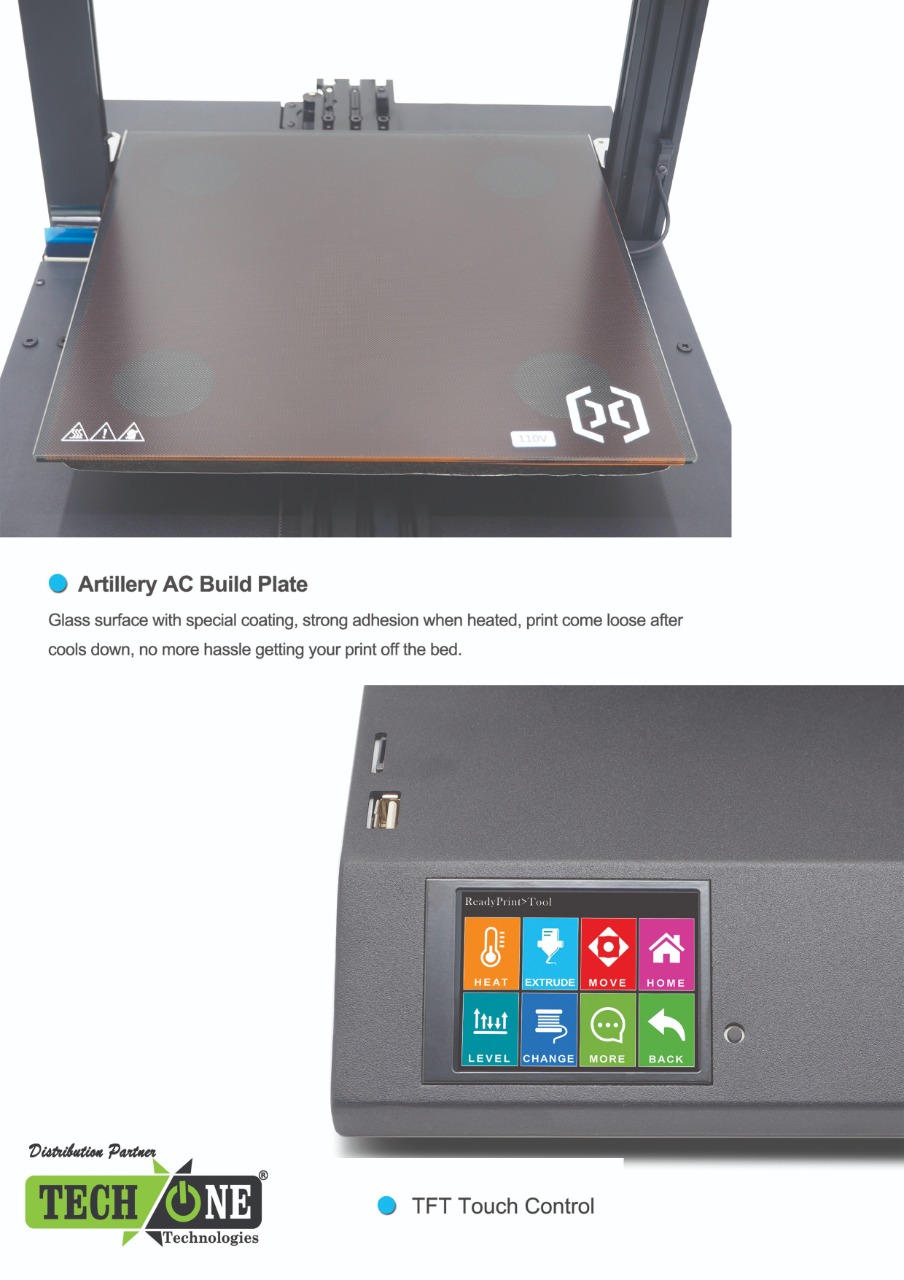 110V
Artillery AC Build Plate
Glass surface with special coating, strong adhesion when heated, print come loose after
cools down, no more hassle getting your print off the bed.
ReadyPrint>Tool
HEAT EXTRUDE MOVE HOME
LEVEL CHANGE MORE BACK
Distribution Partner
TECH ONE ®
Technologies
TFT Touch Control